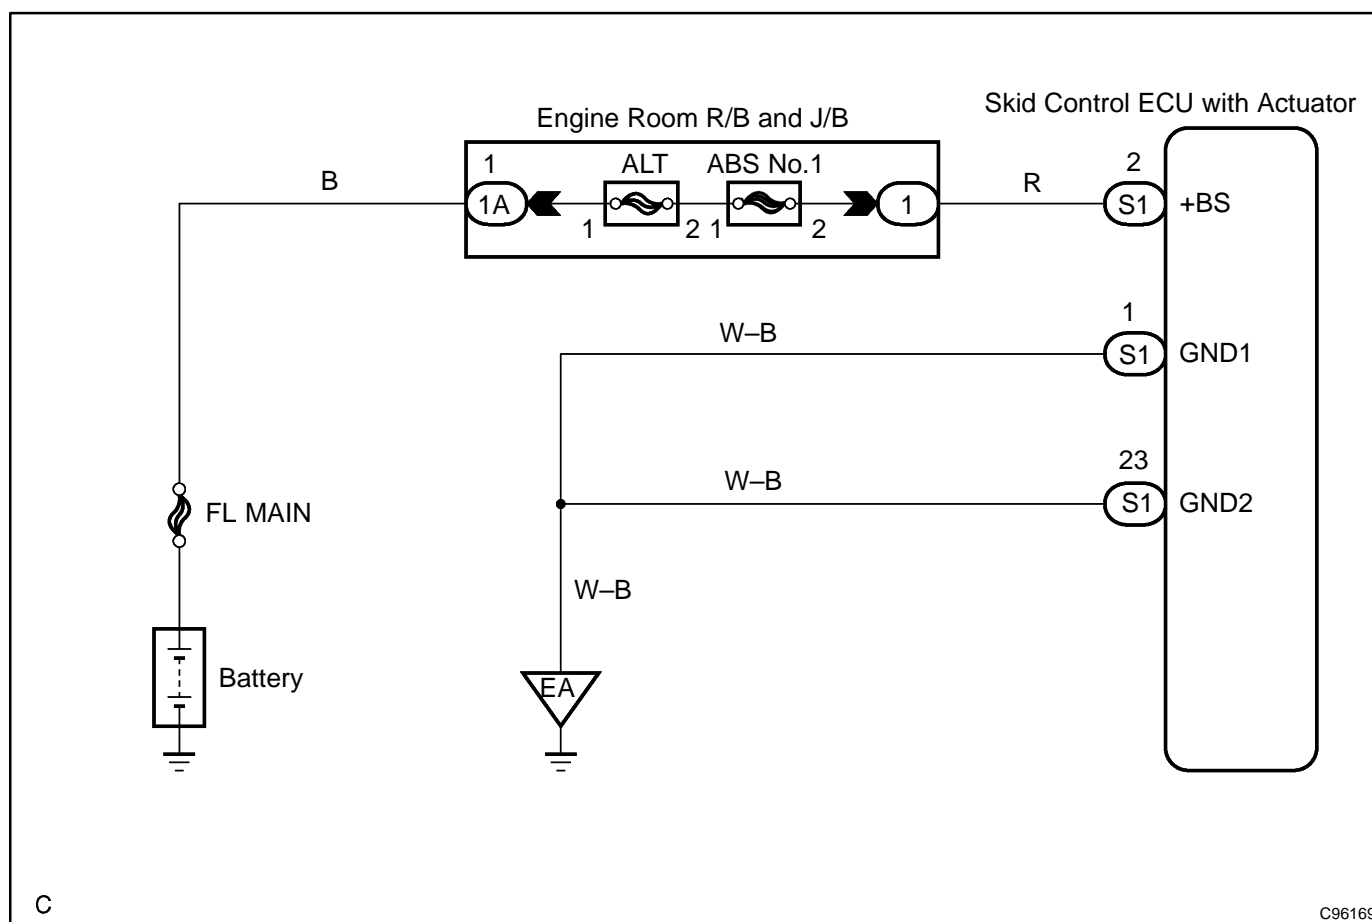 Skid Control ECU with Actuator
Engine Room R/B and J/B
1 ALT ABS No.1
B
1A
1 2 1 2
1
R
2
S1 +BS
W–B
1
S1 GND1
W–B
23
S1 GND2
FL MAIN
W–B
Battery
EA
C
C96169